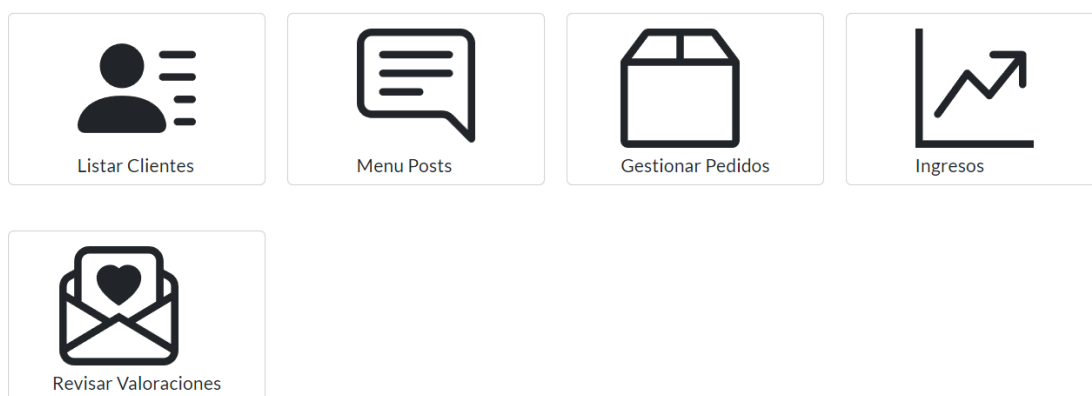 Listar Clientes
Menu Posts
Gestionar Pedidos
Ingresos
Revisar Valoraciones